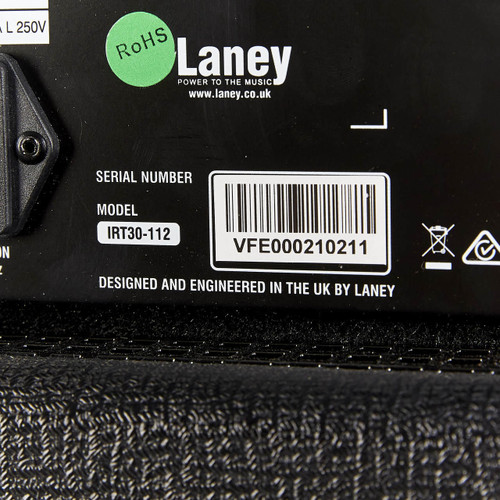 A L 250V
RoHS
Laney
POWER TO THE MUSIC
www.laney.co.uk
SERIAL NUMBER
MODEL
IRT30-112
VFE000210211
ON
z
DESIGNED AND ENGINEERED IN THE UK BY LANEY